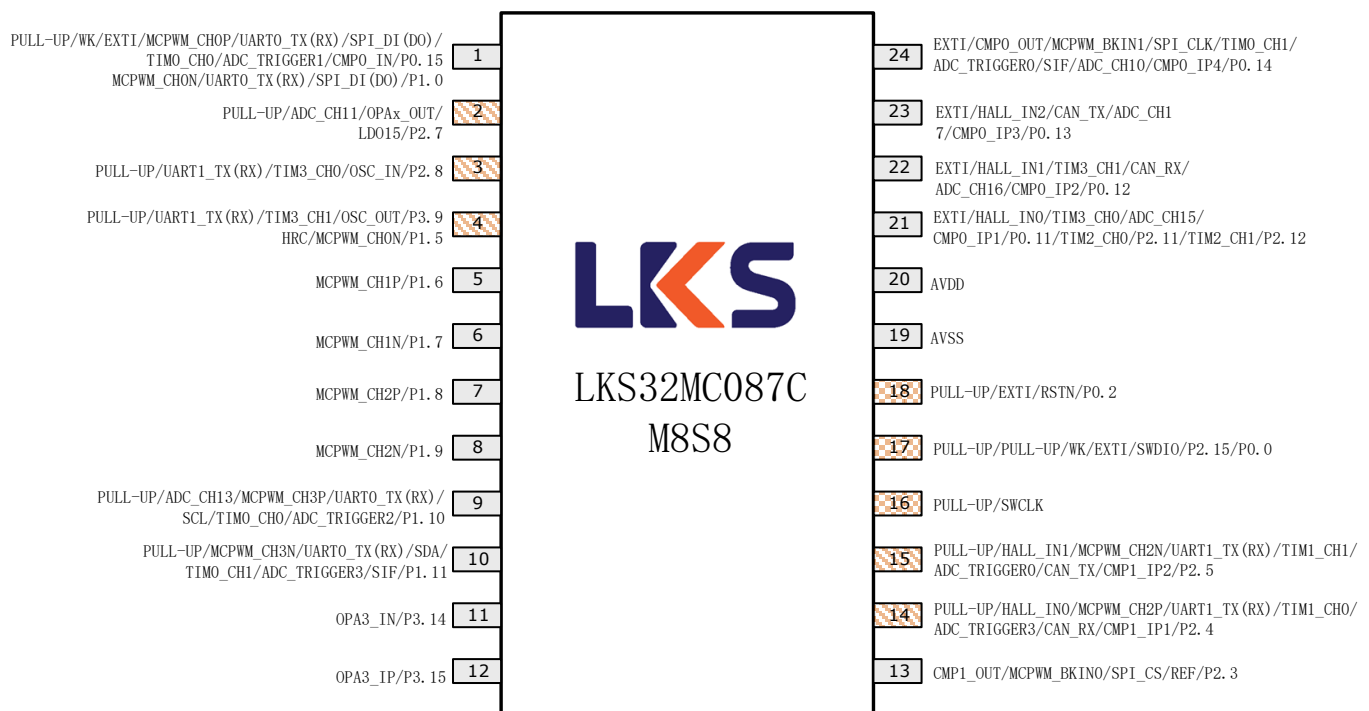 PULL-UP/WK/EXTI/MCPWM_CH0P/UART0_TX(RX)/SPI_DI(DO)/
TIM0_CH0/ADC_TRIGGER1/CMP0_IN/P0.15
MCPWM_CH0N/UART0_TX(RX)/SPI_DI(DO)/P1.0
1
PULL-UP/ADC_CH11/OPAx_OUT/
LDO15/P2.7
2
PULL-UP/UART1_TX(RX)/TIM3_CH0/OSC_IN/P2.8
3
PULL-UP/UART1_TX(RX)/TIM3_CH1/OSC_OUT/P3.9
HRC/MCPWM_CH0N/P1.5
4
MCPWM_CH1P/P1.6
5
MCPWM_CH1N/P1.7
6
MCPWM_CH2P/P1.8
7
MCPWM_CH2N/P1.9
8
PULL-UP/ADC_CH13/MCPWM_CH3P/UART0_TX(RX)/
SCL/TIM0_CH0/ADC_TRIGGER2/P1.10
9
PULL-UP/MCPWM_CH3N/UART0_TX(RX)/SDA/
TIM0_CH1/ADC_TRIGGER3/SIF/P1.11
10
OPA3_IN/P3.14
11
OPA3_IP/P3.15
12
LKS
LKS32MC087C
M8S8
24
EXTI/CMP0_OUT/MCPWM_BKIN1/SPI_CLK/TIM0_CH1/
ADC_TRIGGER0/SIF/ADC_CH10/CMP0_IP4/P0.14
23
EXTI/HALL_IN2/CAN_TX/ADC_CH1
7/CMP0_IP3/P0.13
22
EXTI/HALL_IN1/TIM3_CH1/CAN_RX/
ADC_CH16/CMP0_IP2/P0.12
21
EXTI/HALL_IN0/TIM3_CH0/ADC_CH15/
CMP0_IP1/P0.11/TIM2_CH0/P2.11/TIM2_CH1/P2.12
20
AVDD
19
AVSS
18
PULL-UP/EXTI/RSTN/P0.2
17
PULL-UP/PULL-UP/WK/EXTI/SWDIO/P2.15/P0.0
16
PULL-UP/SWCLK
15
PULL-UP/HALL_IN1/MCPWM_CH2N/UART1_TX(RX)/TIM1_CH1/
ADC_TRIGGER0/CAN_TX/CMP1_IP2/P2.5
14
PULL-UP/HALL_IN0/MCPWM_CH2P/UART1_TX(RX)/TIM1_CH0/
ADC_TRIGGER3/CAN_RX/CMP1_IP1/P2.4
13
CMP1_OUT/MCPWM_BKIN0/SPI_CS/REF/P2.3